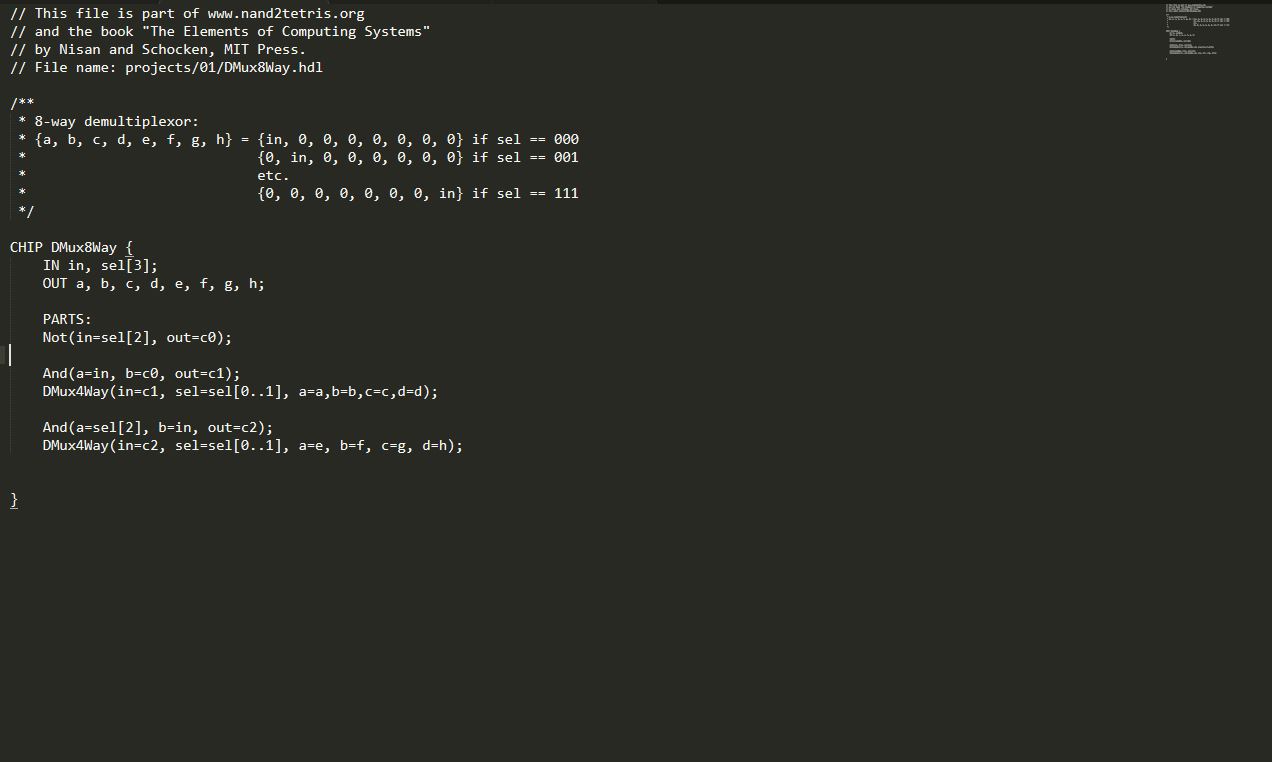 // This file is part of www.nand2tetris.org
// and the book "The Elements of Computing Systems"
// by Nisan and Schocken, MIT Press.
// File name: projects/01/DMux8Way.hdl
/**
 * 8-way demultiplexor:
 * {a, b, c, d, e, f, g, h} = {in, 0, 0, 0, 0, 0, 0, 0} if sel == 000
 *                            {0, in, 0, 0, 0, 0, 0, 0} if sel == 001
 *                            etc.
 *                            {0, 0, 0, 0, 0, 0, 0, in} if sel == 111
 */
CHIP DMux8Way {
    IN in, sel[3];
    OUT a, b, c, d, e, f, g, h;
    PARTS:
    Not(in=sel[2], out=c0);
    And(a=in, b=c0, out=c1);
    DMux4Way(in=c1, sel=sel[0..1], a=a,b=b,c=c,d=d);
    And(a=sel[2], b=in, out=c2);
    DMux4Way(in=c2, sel=sel[0..1], a=e, b=f, c=g, d=h);
}